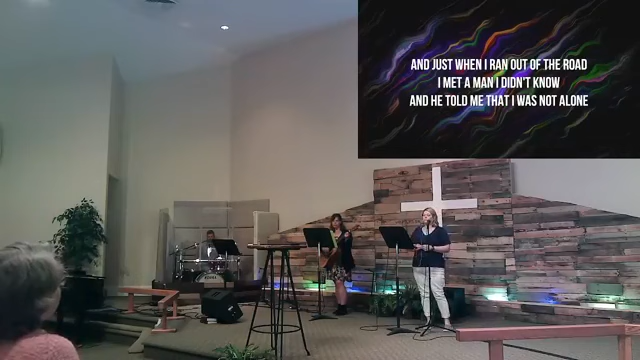 AND JUST WHEN I RAN OUT OF THE ROAD
I MET A MAN I DIDN'T KNOW
AND HE TOLD ME THAT I WAS NOT ALONE